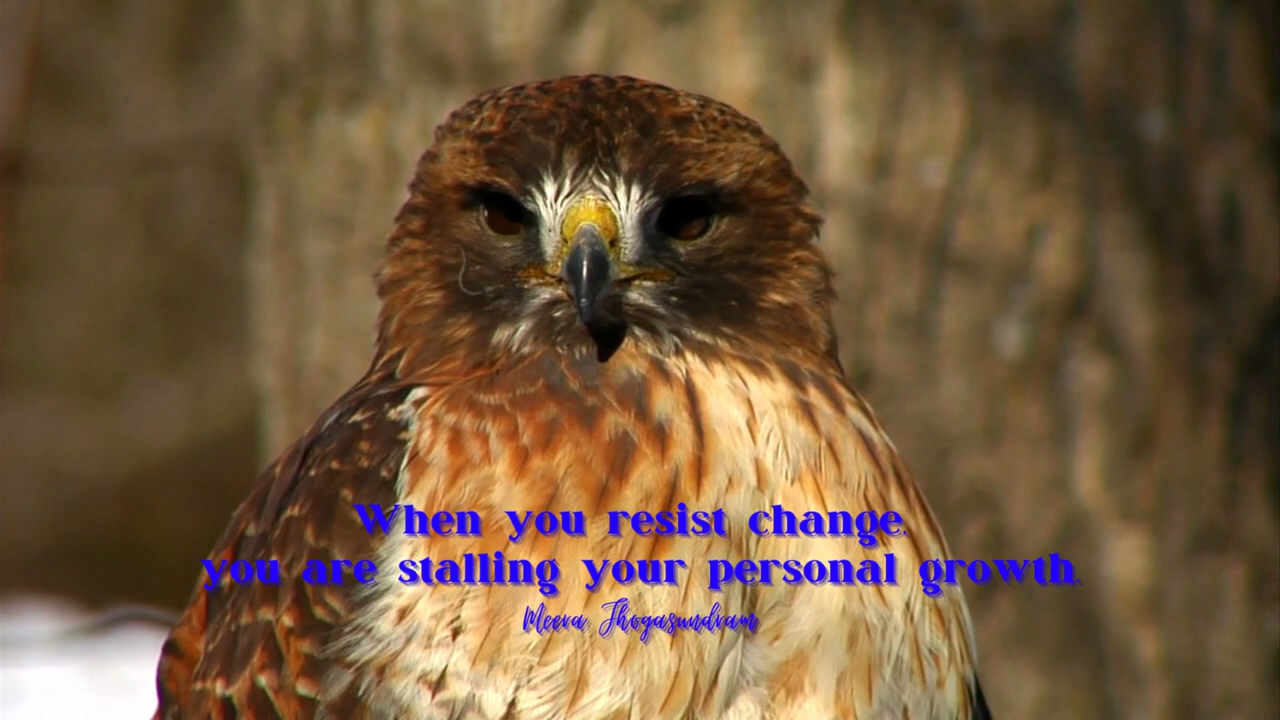 When you resist change,
you are stalling your personal growth.
Meera Thogasundram